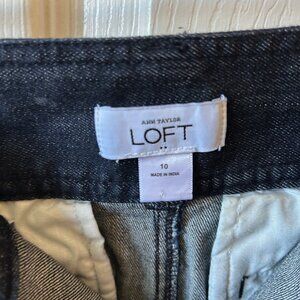 ANN TAYLOR
LOFT
10
MADE IN INDIA